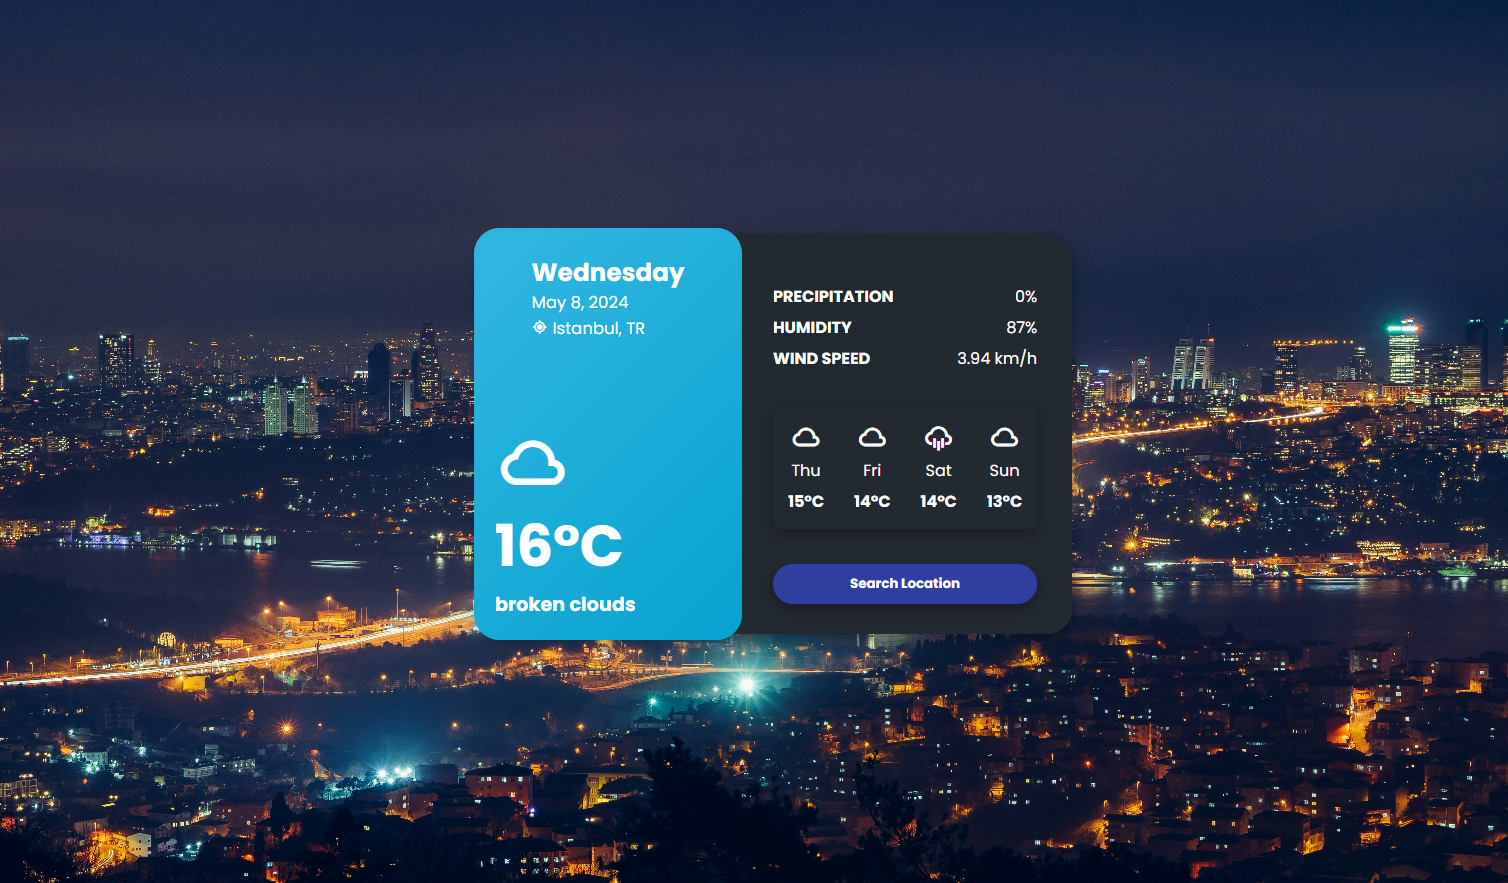 Wednesday
May 8, 2024
Istanbul, TR
16°C
broken clouds
PRECIPITATION 0%
HUMIDITY 87%
WIND SPEED 3.94 km/h
Thu Fri Sat Sun
15°C 14°C 14°C 13°C
Search Location